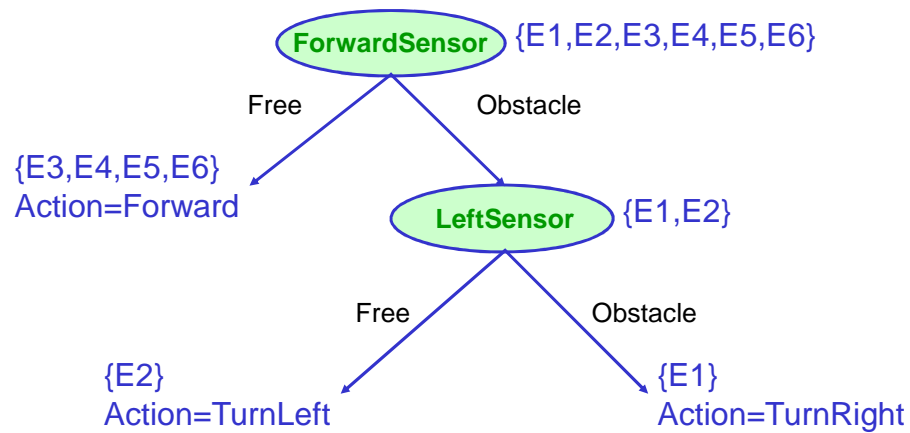 ForwardSensor {E1,E2,E3,E4,E5,E6}
Free Obstacle
{E3,E4,E5,E6}
Action=Forward
LeftSensor {E1,E2}
Free Obstacle
{E2} {E1}
Action=TurnLeft Action=TurnRight